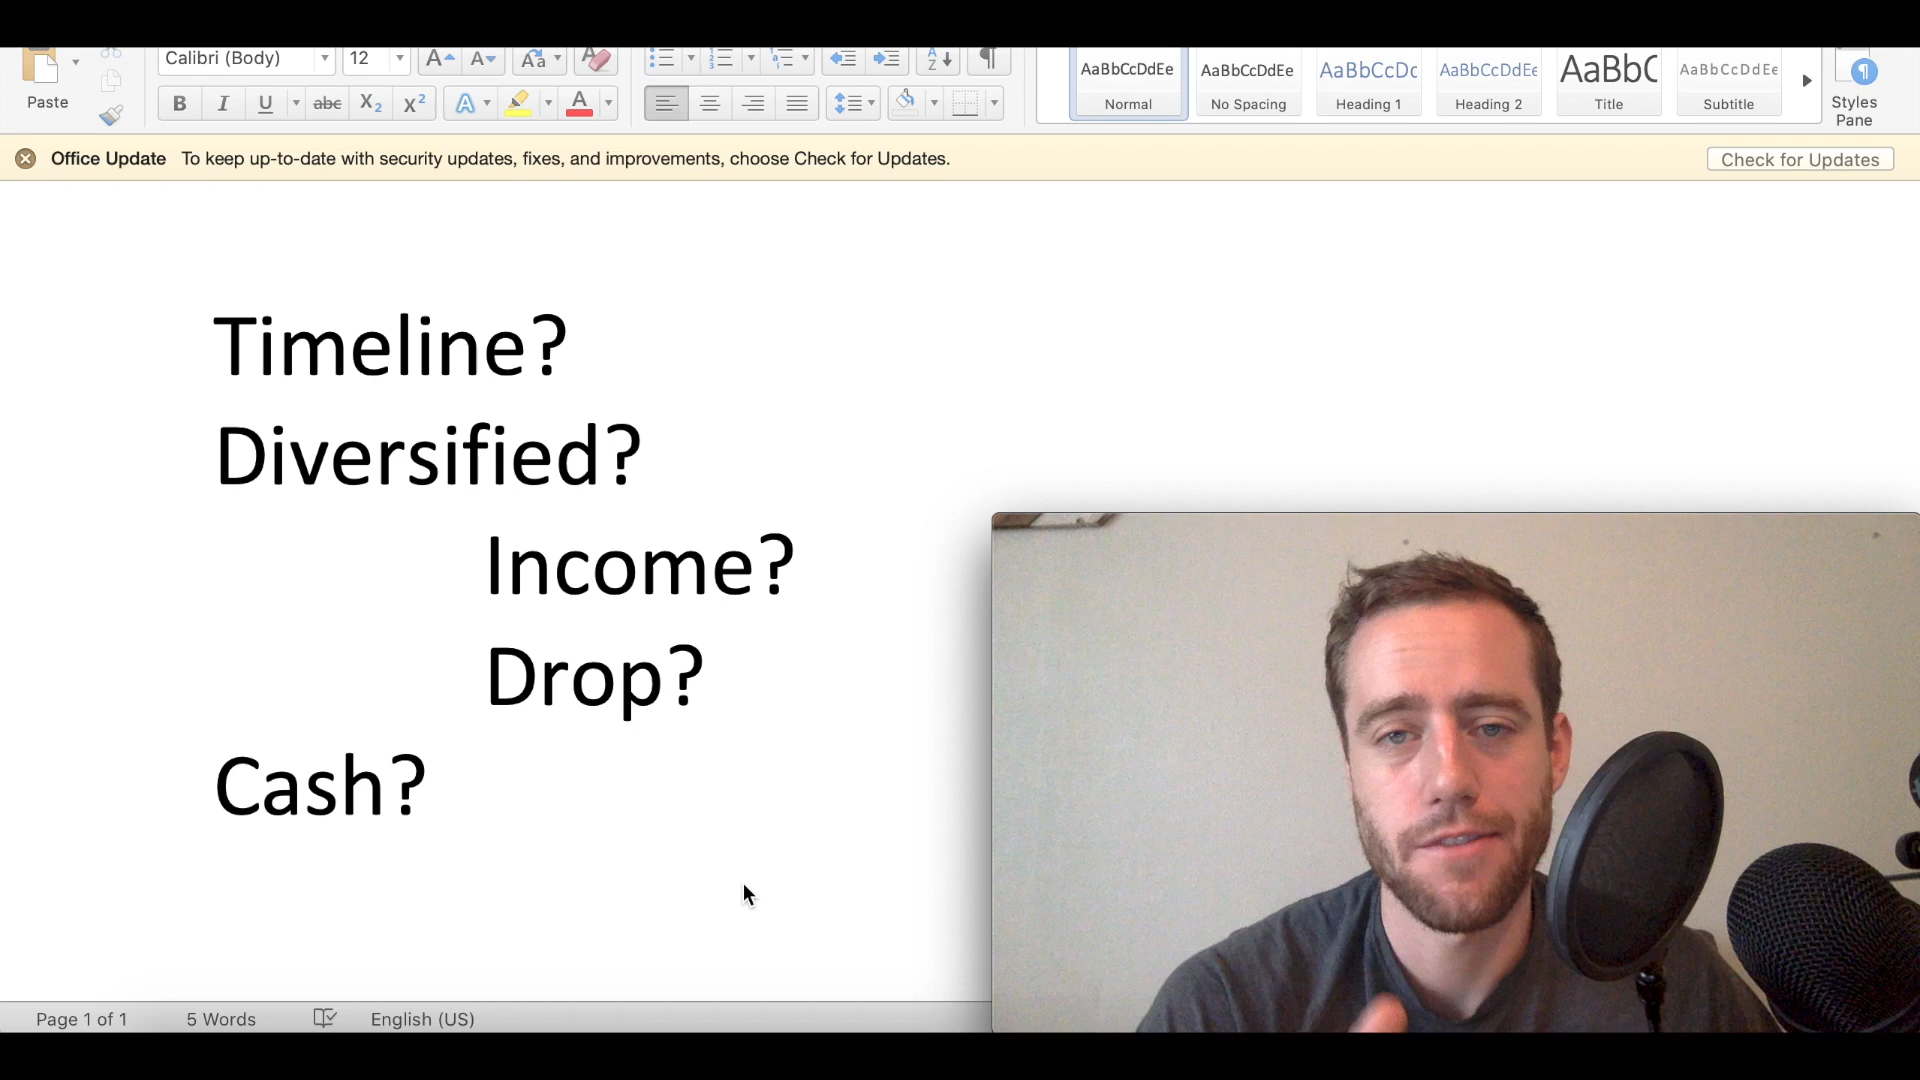 Calibri (Body) 12
Paste
B I U abc X₂ X² A A
AaBbCcDdEe AaBbCcDdEe AaBbCcDc AaBbCcDdEe AaBbC AaBbCcDdEe
Normal No Spacing Heading 1 Heading 2 Title Subtitle
Styles
Pane
Office Update To keep up-to-date with security updates, fixes, and improvements, choose Check for Updates.
Check for Updates
Timeline?
Diversified?
Income?
Drop?
Cash?
Page 1 of 1 5 Words English (US)